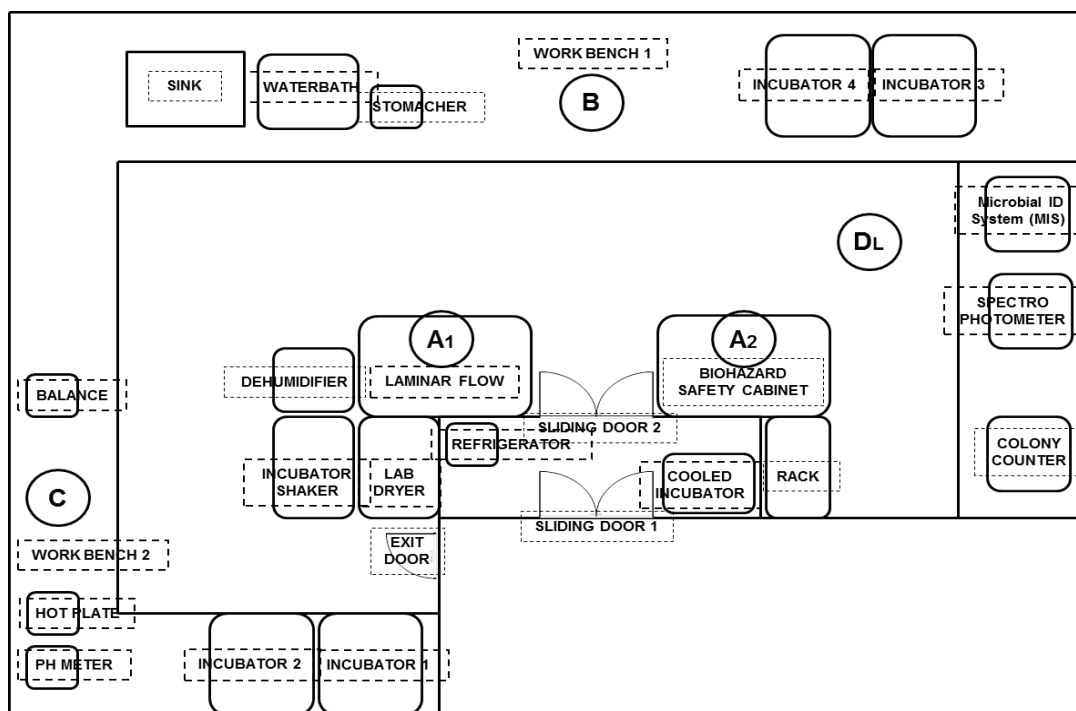 WORK BENCH 1
SINK
WATERBATH
STOMACHER
B
INCUBATOR 4
INCUBATOR 3
Microbial ID
System (MIS)
DL
SPECTRO
PHOTOMETER
A1
A2
DEHUMIDIFIER
LAMINAR FLOW
BIOHAZARD
SAFETY CABINET
BALANCE
SLIDING DOOR 2
REFRIGERATOR
COLONY
COUNTER
INCUBATOR
SHAKER
LAB
DRYER
COOLED
INCUBATOR
RACK
C
SLIDING DOOR 1
EXIT
DOOR
WORK BENCH 2
HOT PLATE
PH METER
INCUBATOR 2
INCUBATOR 1